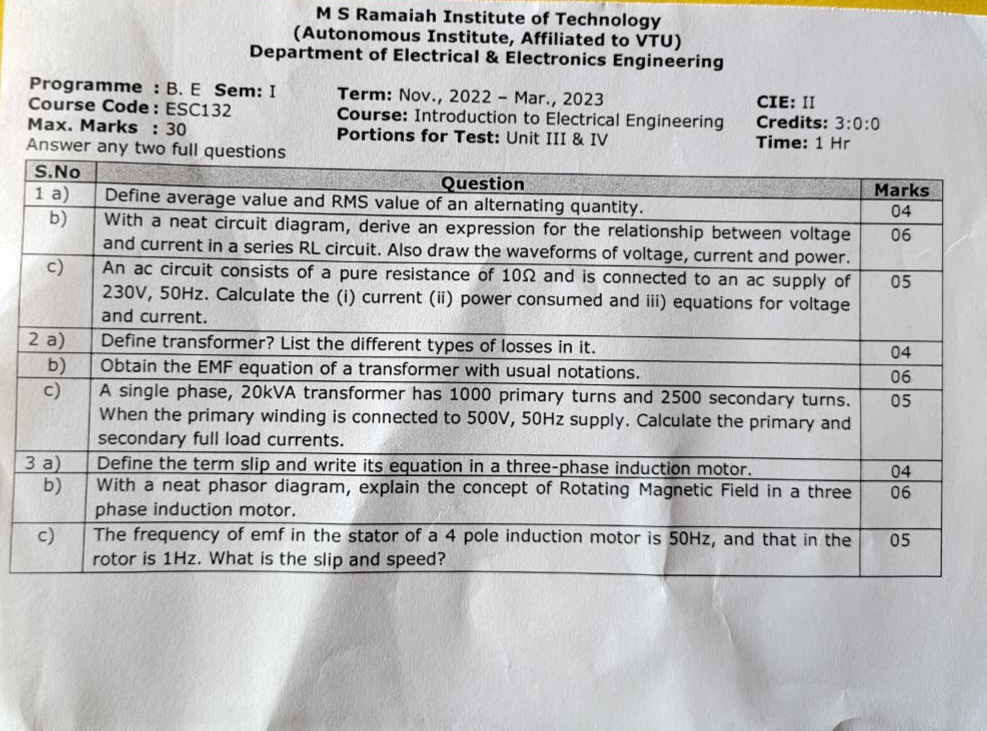 M S Ramaiah Institute of Technology
(Autonomous Institute, Affiliated to VTU)
Department of Electrical & Electronics Engineering
Programme : B. E Sem: I Term: Nov., 2022 – Mar., 2023 CIE: II
Course Code: ESC132 Course: Introduction to Electrical Engineering Credits: 3:0:0
Max. Marks : 30 Portions for Test: Unit III & IV Time: 1 Hr
Answer any two full questions
S.No Question Marks
1 a) Define average value and RMS value of an alternating quantity. 04
b) With a neat circuit diagram, derive an expression for the relationship between voltage 06
and current in a series RL circuit. Also draw the waveforms of voltage, current and power.
c) An ac circuit consists of a pure resistance of 10Ω and is connected to an ac supply of 05
230V, 50Hz. Calculate the (i) current (ii) power consumed and iii) equations for voltage
and current.
2 a) Define transformer? List the different types of losses in it. 04
b) Obtain the EMF equation of a transformer with usual notations. 06
c) A single phase, 20kVA transformer has 1000 primary turns and 2500 secondary turns. 05
When the primary winding is connected to 500V, 50Hz supply. Calculate the primary and
secondary full load currents.
3 a) Define the term slip and write its equation in a three-phase induction motor. 04
b) With a neat phasor diagram, explain the concept of Rotating Magnetic Field in a three 06
phase induction motor.
c) The frequency of emf in the stator of a 4 pole induction motor is 50Hz, and that in the 05
rotor is 1Hz. What is the slip and speed?